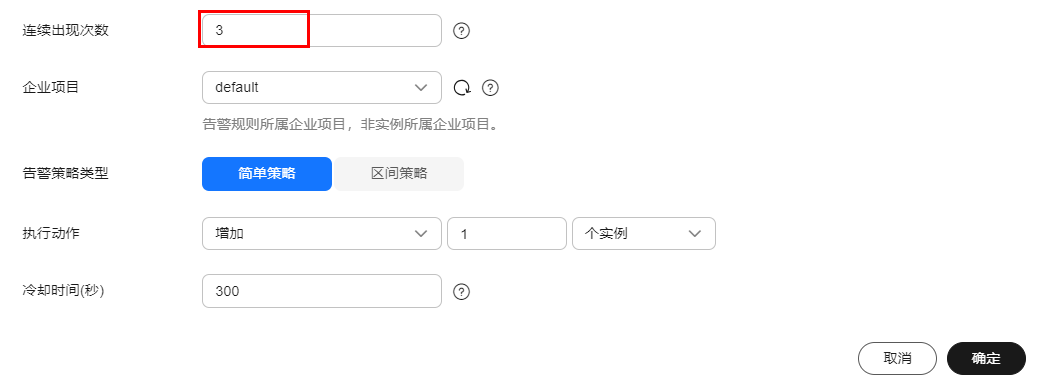 连续出现次数 3
企业项目 default
告警规则所属企业项目，非实例所属企业项目。
告警策略类型 简单策略 区间策略
执行动作 增加 1 个实例
冷却时间(秒) 300
取消 确定